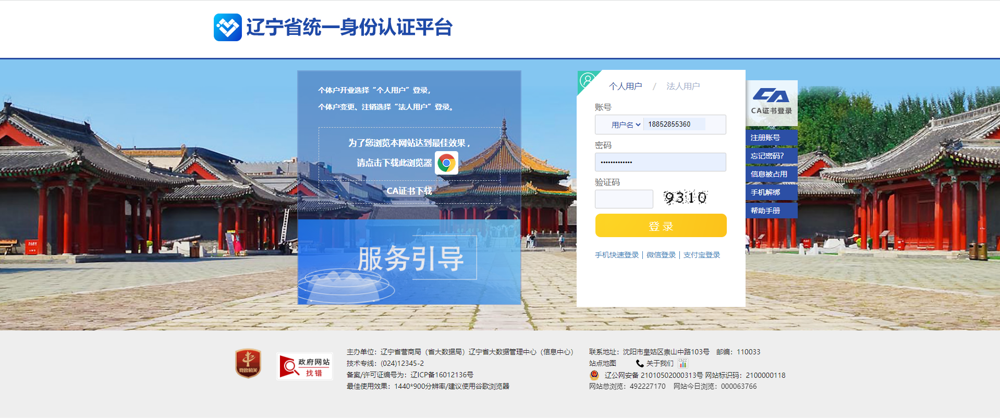 辽宁省统一身份认证平台
个体户开业选择“个人用户”登录，
个体户变更、注销选择“法人用户”登录。
为了您浏览本网站达到最佳效果，
请点击下载此浏览器
CA证书下载
服务引导
个人用户 / 法人用户
账号
用户名 18852855360
密码
•••••••••••••
验证码
9310
登录
手机快速登录 | 微信登录 | 支付宝登录
CA证书登录
注册账号
忘记密码?
信息被占用
手机解绑
帮助手册
党政机关
政府网站
找错
主办单位：辽宁省营商局（省大数据局）辽宁省大数据管理中心（信息中心）
技术专线：(024)12345-2
备案/许可证编号为：辽ICP备16012136号
最佳使用效果：1440*900分辨率/建议使用谷歌浏览器
联系地址：沈阳市皇姑区崇山中路103号 邮编：110033
站点地图 关于我们 CNZZ
辽公网安备 21010502000313号 网站标识码：2100000118
网站总浏览：492227170 网站今日浏览：000063766